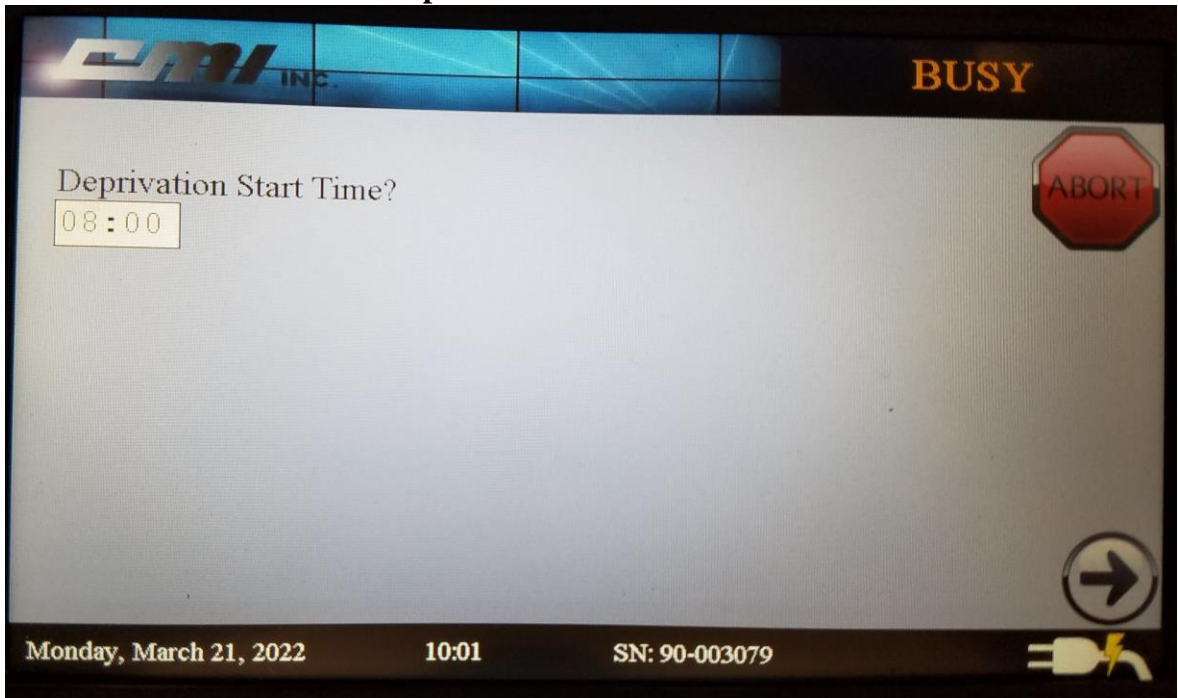 CMI INC.
BUSY
ABORT
Deprivation Start Time?
08:00
Monday, March 21, 2022 10:01 SN: 90-003079